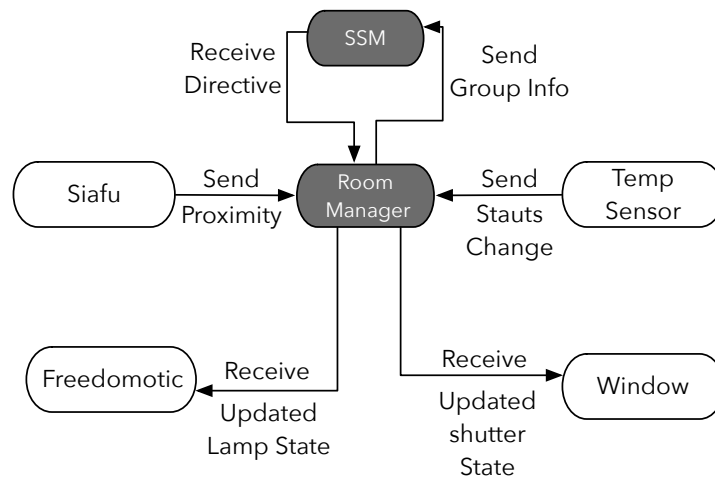 SSM
Receive
Directive
Send
Group Info
Siafu
Send
Proximity
Room
Manager
Send
Stauts
Change
Temp
Sensor
Freedomotic
Receive
Updated
Lamp State
Receive
Updated
shutter
State
Window